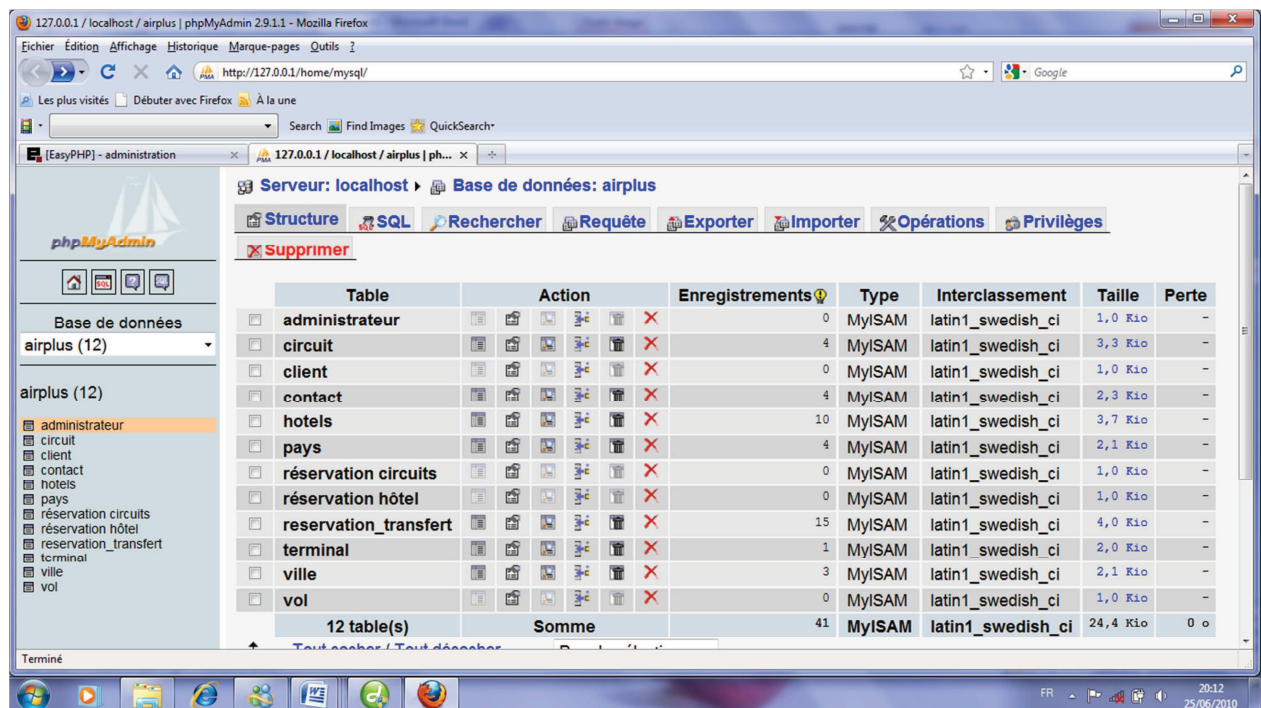 127.0.0.1 / localhost / airplus | phpMyAdmin 2.9.1.1 - Mozilla Firefox
Fichier Édition Affichage Historique Marque-pages Outils ?
http://127.0.0.1/home/mysql/
Google
Les plus visités Débuter avec Firefox À la une
Search Find Images QuickSearch
[EasyPHP] - administration
127.0.0.1 / localhost / airplus | ph...
phpMyAdmin
Base de données
airplus (12)
airplus (12)
administrateur
circuit
client
contact
hotels
pays
réservation circuits
réservation hôtel
reservation_transfert
terminal
ville
vol
Serveur: localhost Base de données: airplus
Structure SQL Rechercher Requête Exporter Importer Opérations Privilèges
Supprimer
Table Action Enregistrements Type Interclassement Taille Perte
administrateur 0 MyISAM latin1_swedish_ci 1,0 Kio -
circuit 4 MyISAM latin1_swedish_ci 3,3 Kio -
client 0 MyISAM latin1_swedish_ci 1,0 Kio -
contact 4 MyISAM latin1_swedish_ci 2,3 Kio -
hotels 10 MyISAM latin1_swedish_ci 3,7 Kio -
pays 4 MyISAM latin1_swedish_ci 2,1 Kio -
réservation circuits 0 MyISAM latin1_swedish_ci 1,0 Kio -
réservation hôtel 0 MyISAM latin1_swedish_ci 1,0 Kio -
reservation_transfert 15 MyISAM latin1_swedish_ci 4,0 Kio -
terminal 1 MyISAM latin1_swedish_ci 2,0 Kio -
ville 3 MyISAM latin1_swedish_ci 2,1 Kio -
vol 0 MyISAM latin1_swedish_ci 1,0 Kio -
12 table(s) Somme 41 MyISAM latin1_swedish_ci 24,4 Kio 0 o
Tout cocher / Tout décocher
Terminé
FR
20:12
25/06/2010